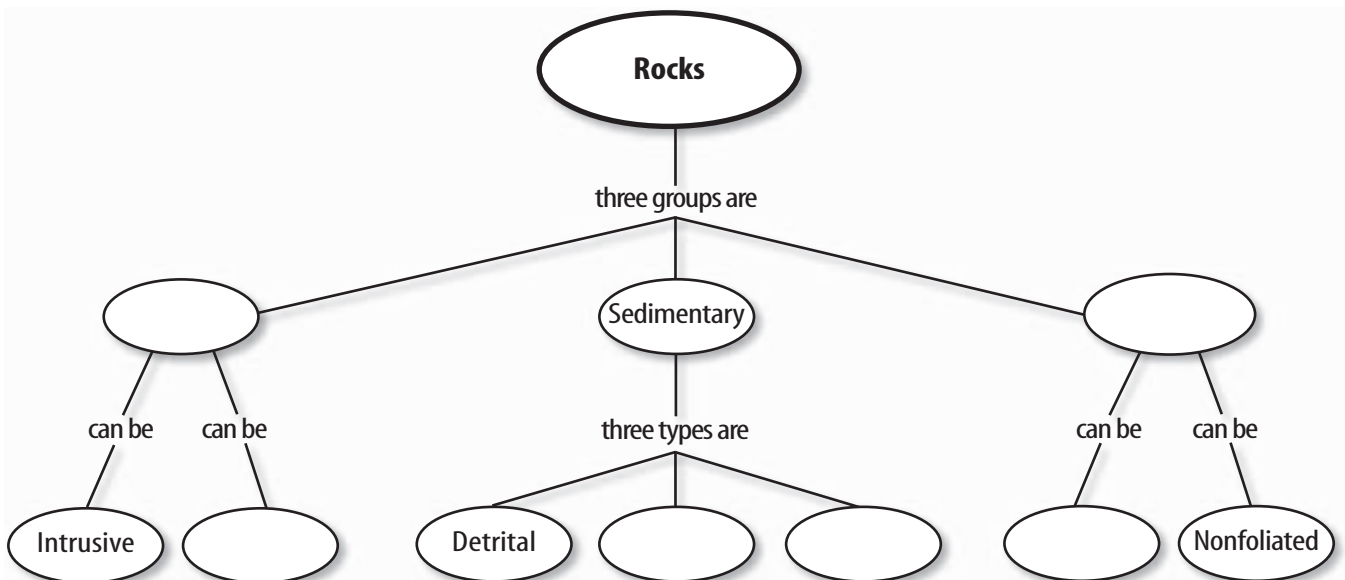 Rocks
three groups are
Sedimentary
can be
can be
three types are
can be
can be
Intrusive
Detrital
Nonfoliated